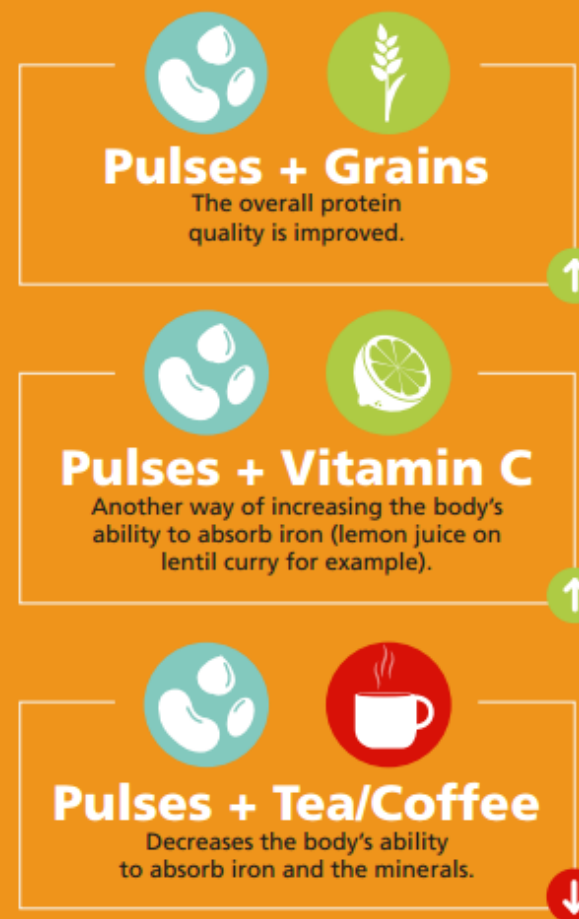 Pulses + Grains
The overall protein
quality is improved.
Pulses + Vitamin C
Another way of increasing the body's
ability to absorb iron (lemon juice on
lentil curry for example).
Pulses + Tea/Coffee
Decreases the body's ability
to absorb iron and the minerals.